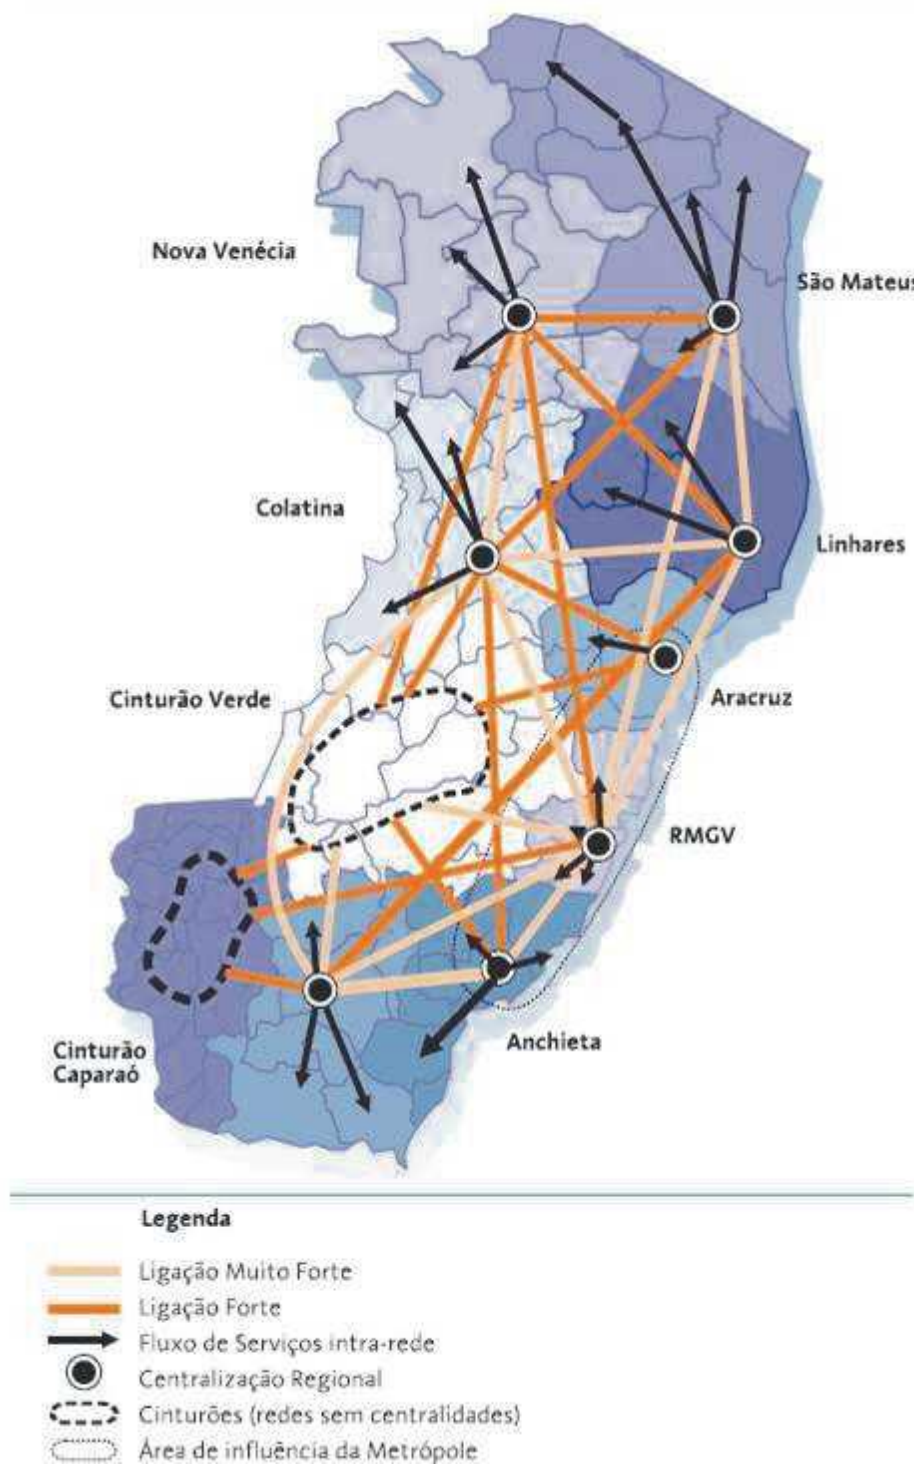 Nova Venécia
São Mateus
Colatina
Linhares
Cinturão Verde
Aracruz
RMGV
Anchieta
Cinturão
Caparaó
Legenda
Ligação Muito Forte
Ligação Forte
Fluxo de Serviços intra-rede
Centralização Regional
Cinturões (redes sem centralidades)
Área de influência da Metrópole